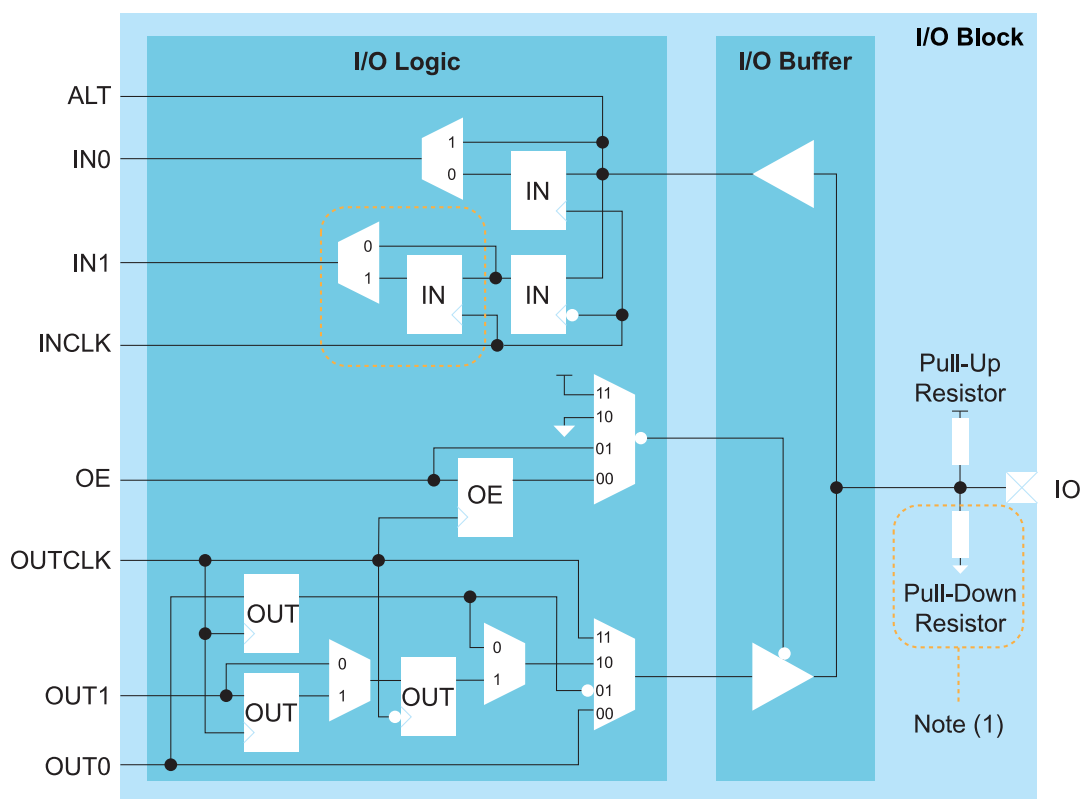 I/O Block
I/O Logic
I/O Buffer
ALT
1
IN0
0
IN
0
IN1
1
IN
IN
INCLK
Pull-Up
Resistor
11
10
01
OE
00
OE
IO
OUTCLK
Pull-Down
Resistor
OUT
11
0
10
0
1
01
OUT1
1
OUT
OUT
00
Note (1)
OUT0